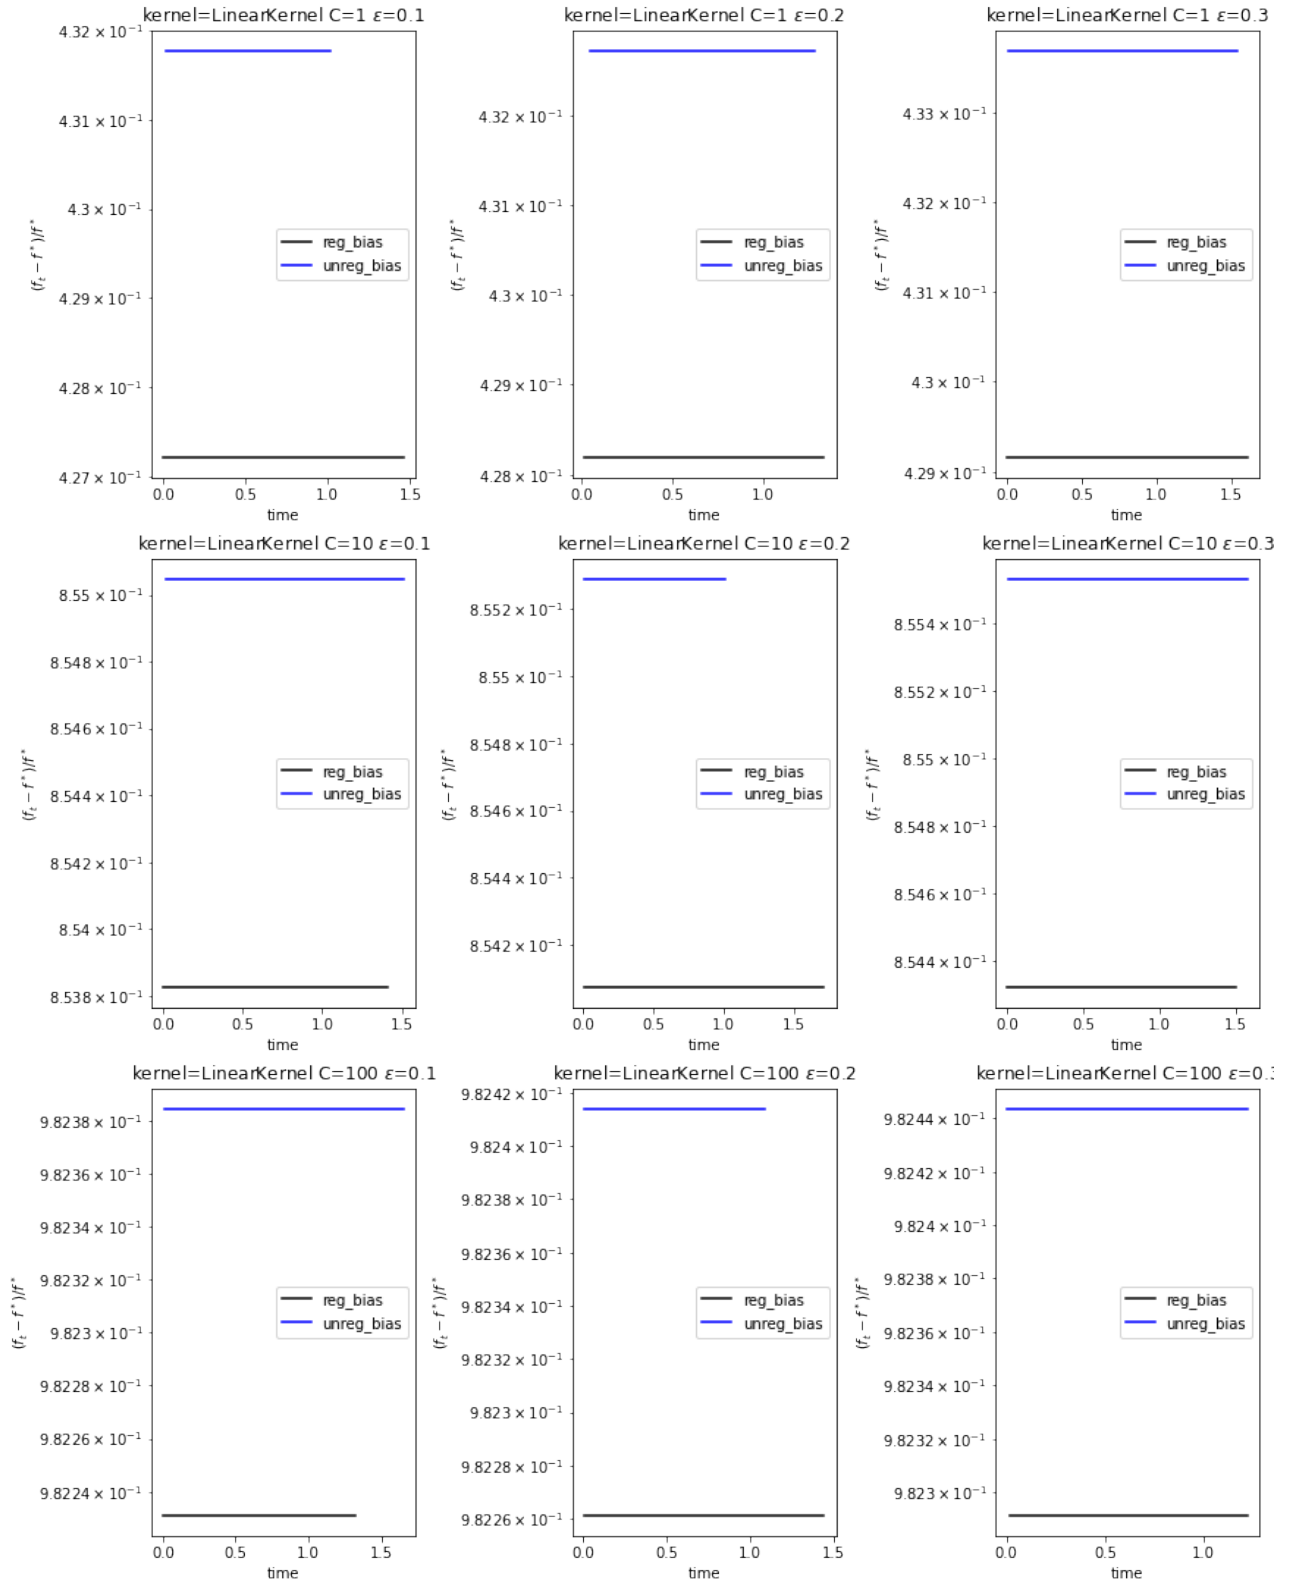 kernel=LinearKernel C=1 ε=0.1
4.32 × 10⁻¹
4.31 × 10⁻¹
4.3 × 10⁻¹
4.29 × 10⁻¹
4.28 × 10⁻¹
4.27 × 10⁻¹
(fₜ − f*)/f*
reg_bias
unreg_bias
0.0 0.5 1.0 1.5
time
kernel=LinearKernel C=1 ε=0.2
4.32 × 10⁻¹
4.31 × 10⁻¹
4.3 × 10⁻¹
4.29 × 10⁻¹
4.28 × 10⁻¹
(fₜ − f*)/f*
reg_bias
unreg_bias
0.0 0.5 1.0
time
kernel=LinearKernel C=1 ε=0.3
4.33 × 10⁻¹
4.32 × 10⁻¹
4.31 × 10⁻¹
4.3 × 10⁻¹
4.29 × 10⁻¹
(fₜ − f*)/f*
reg_bias
unreg_bias
0.0 0.5 1.0 1.5
time
kernel=LinearKernel C=10 ε=0.1
8.55 × 10⁻¹
8.548 × 10⁻¹
8.546 × 10⁻¹
8.544 × 10⁻¹
8.542 × 10⁻¹
8.54 × 10⁻¹
8.538 × 10⁻¹
(fₜ − f*)/f*
reg_bias
unreg_bias
0.0 0.5 1.0 1.5
time
kernel=LinearKernel C=10 ε=0.2
8.552 × 10⁻¹
8.55 × 10⁻¹
8.548 × 10⁻¹
8.546 × 10⁻¹
8.544 × 10⁻¹
8.542 × 10⁻¹
(fₜ − f*)/f*
reg_bias
unreg_bias
0.0 0.5 1.0 1.5
time
kernel=LinearKernel C=10 ε=0.3
8.554 × 10⁻¹
8.552 × 10⁻¹
8.55 × 10⁻¹
8.548 × 10⁻¹
8.546 × 10⁻¹
8.544 × 10⁻¹
(fₜ − f*)/f*
reg_bias
unreg_bias
0.0 0.5 1.0 1.5
time
kernel=LinearKernel C=100 ε=0.1
9.8238 × 10⁻¹
9.8236 × 10⁻¹
9.8234 × 10⁻¹
9.8232 × 10⁻¹
9.823 × 10⁻¹
9.8228 × 10⁻¹
9.8226 × 10⁻¹
9.8224 × 10⁻¹
(fₜ − f*)/f*
reg_bias
unreg_bias
0.0 0.5 1.0 1.5
time
kernel=LinearKernel C=100 ε=0.2
9.8242 × 10⁻¹
9.824 × 10⁻¹
9.8238 × 10⁻¹
9.8236 × 10⁻¹
9.8234 × 10⁻¹
9.8232 × 10⁻¹
9.823 × 10⁻¹
9.8228 × 10⁻¹
9.8226 × 10⁻¹
(fₜ − f*)/f*
reg_bias
unreg_bias
0.0 0.5 1.0 1.5
time
kernel=LinearKernel C=100 ε=0.3
9.8244 × 10⁻¹
9.8242 × 10⁻¹
9.824 × 10⁻¹
9.8238 × 10⁻¹
9.8236 × 10⁻¹
9.8234 × 10⁻¹
9.8232 × 10⁻¹
9.823 × 10⁻¹
(fₜ − f*)/f*
reg_bias
unreg_bias
0.0 0.5 1.0
time